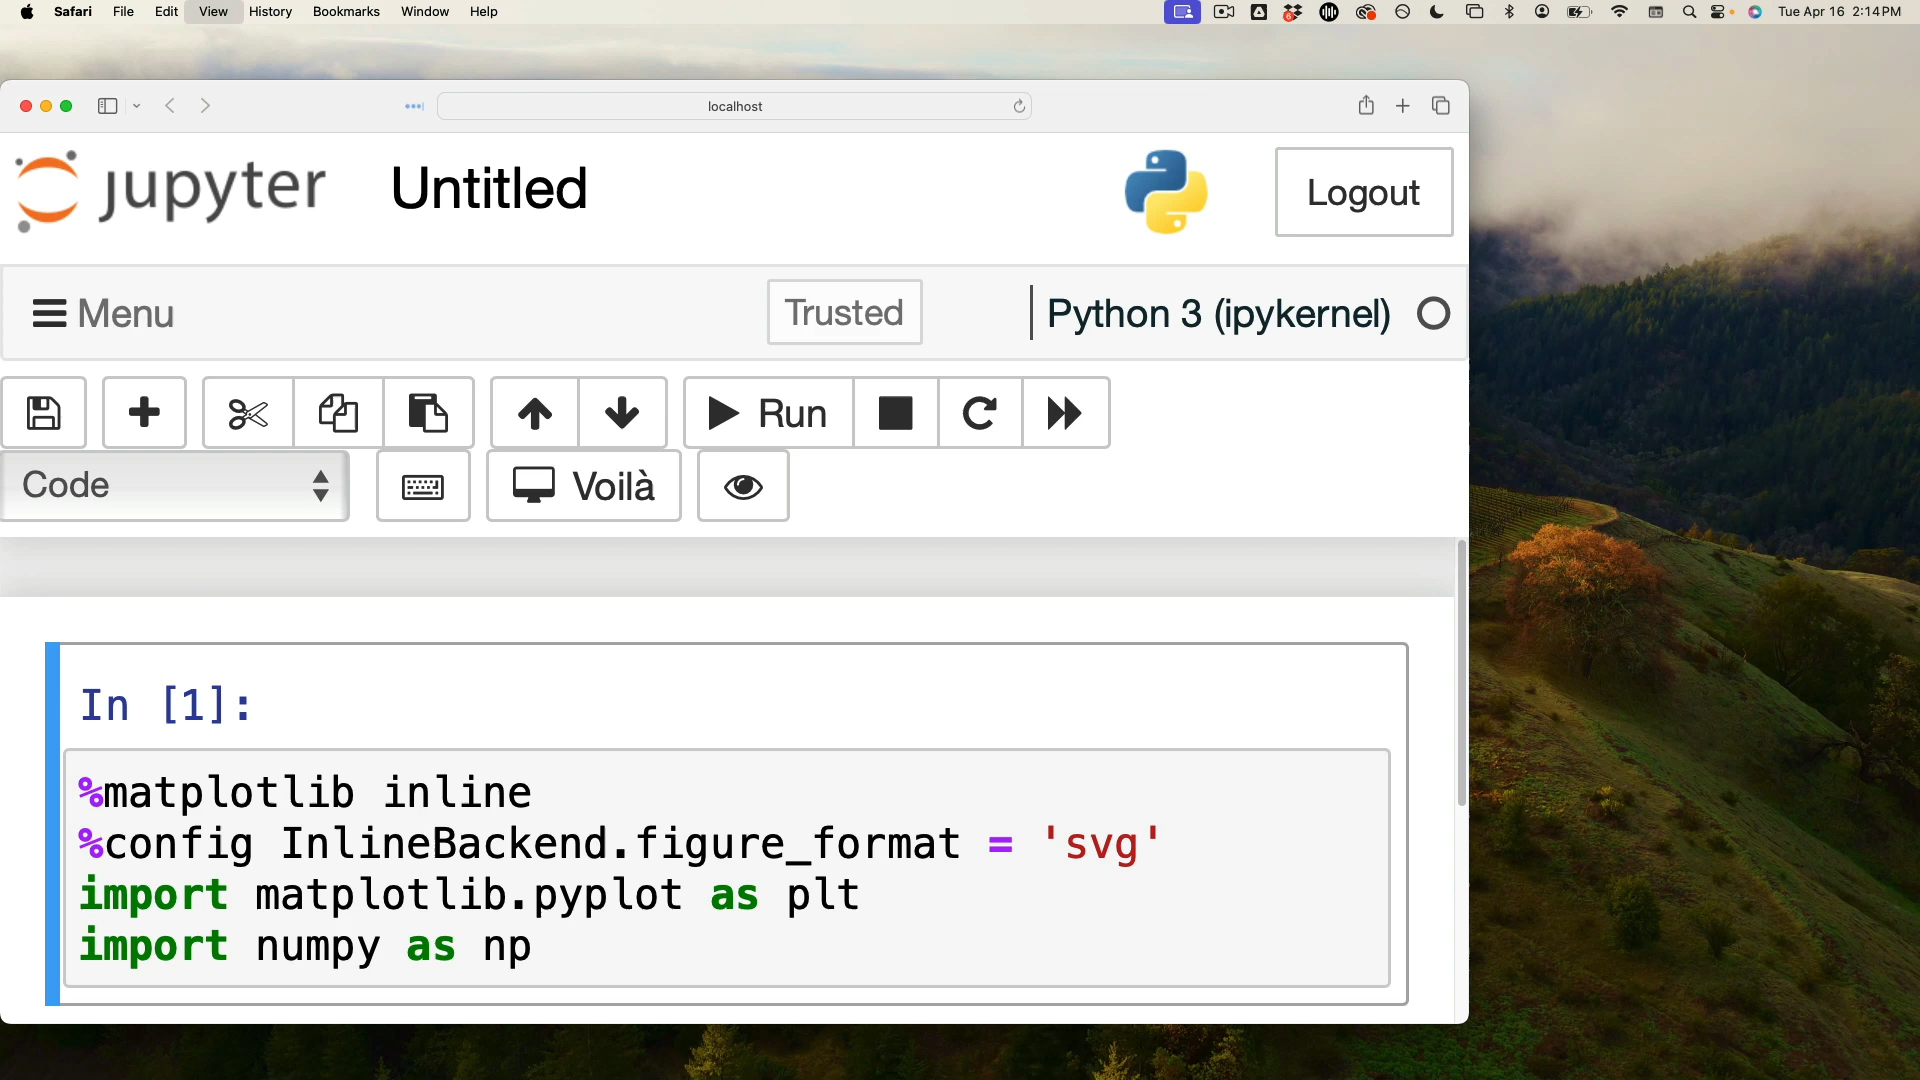 Safari File Edit View History Bookmarks Window Help Tue Apr 16 2:14 PM
localhost
jupyter Untitled Logout
Menu Trusted Python 3 (ipykernel)
Run
Code Voilà
In [1]:
%matplotlib inline
%config InlineBackend.figure_format = 'svg'
import matplotlib.pyplot as plt
import numpy as np